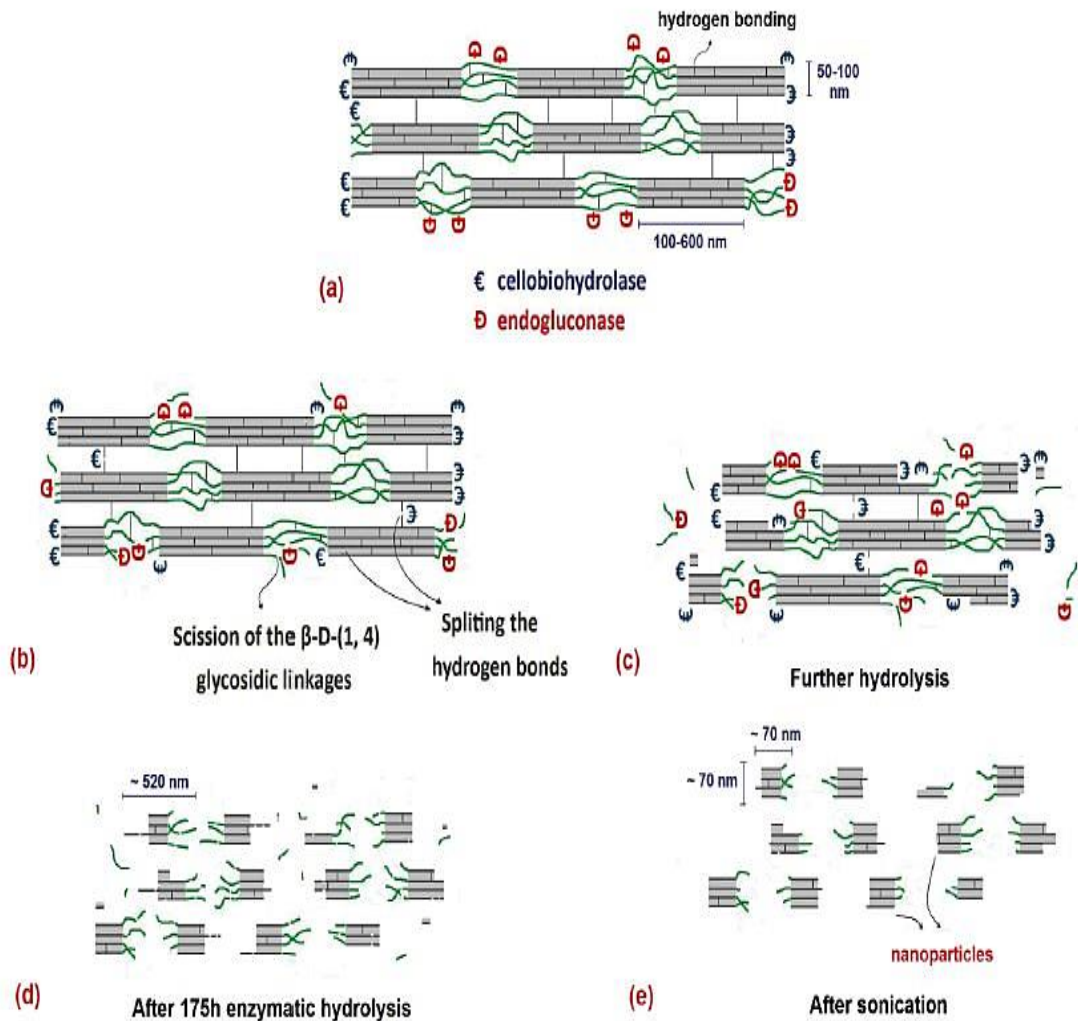 hydrogen bonding
50-100
nm
100-600 nm
(a)
€ cellobiohydrolase
Đ endogluconase
(b)
Scission of the β-D-(1, 4)
glycosidic linkages
Spliting the
hydrogen bonds
(c)
Further hydrolysis
~ 520 nm
(d)
After 175h enzymatic hydrolysis
~ 70 nm
~ 70 nm
nanoparticles
(e)
After sonication